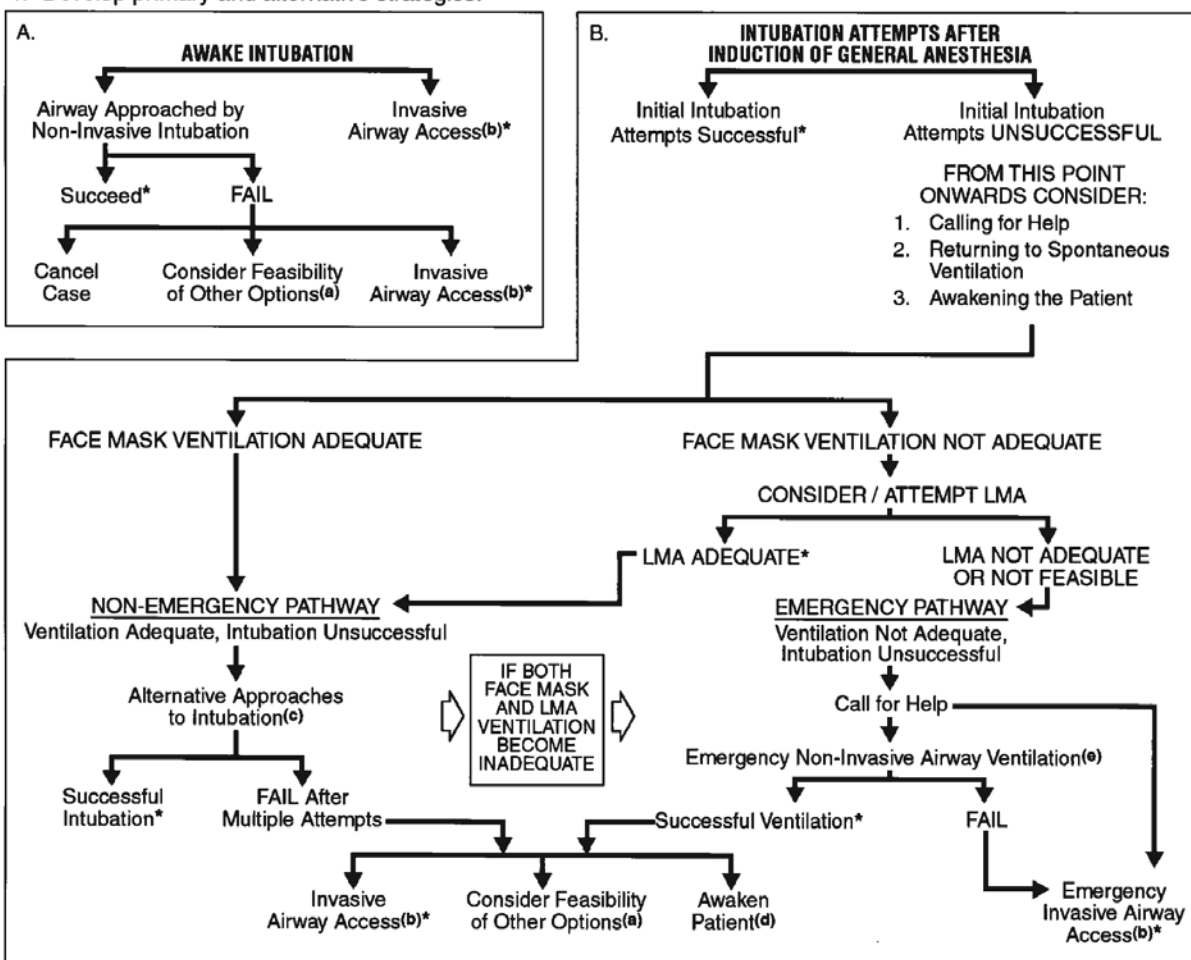 1. Develop primary and alternative strategies:
A.
AWAKE INTUBATION
Airway Approached by
Non-Invasive Intubation
Invasive
Airway Access(b)*
Succeed*
FAIL
Cancel
Case
Consider Feasibility
of Other Options(a)
Invasive
Airway Access(b)*
B.
INTUBATION ATTEMPTS AFTER
INDUCTION OF GENERAL ANESTHESIA
Initial Intubation
Attempts Successful*
Initial Intubation
Attempts UNSUCCESSFUL
FROM THIS POINT
ONWARDS CONSIDER:
1. Calling for Help
2. Returning to Spontaneous
Ventilation
3. Awakening the Patient
FACE MASK VENTILATION ADEQUATE
FACE MASK VENTILATION NOT ADEQUATE
CONSIDER / ATTEMPT LMA
LMA ADEQUATE*
LMA NOT ADEQUATE
OR NOT FEASIBLE
NON-EMERGENCY PATHWAY
Ventilation Adequate, Intubation Unsuccessful
EMERGENCY PATHWAY
Ventilation Not Adequate,
Intubation Unsuccessful
Alternative Approaches
to Intubation(c)
IF BOTH
FACE MASK
AND LMA
VENTILATION
BECOME
INADEQUATE
Call for Help
Emergency Non-Invasive Airway Ventilation(e)
Successful
Intubation*
FAIL After
Multiple Attempts
Successful Ventilation*
FAIL
Invasive
Airway Access(b)*
Consider Feasibility
of Other Options(a)
Awaken
Patient(d)
Emergency
Invasive Airway
Access(b)*